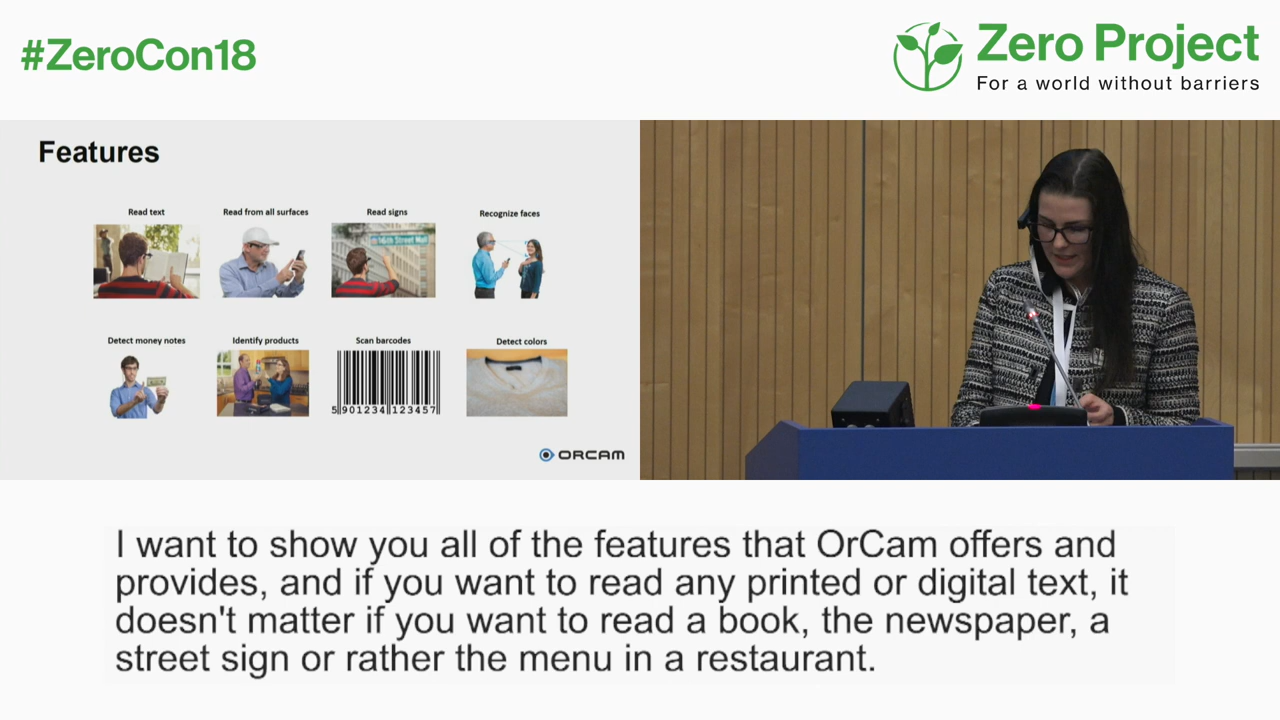 #ZeroCon18
Zero Project
For a world without barriers
Features
Read text
Read from all surfaces
Read signs
Recognize faces
16th Street Mall
Detect money notes
Identify products
Scan barcodes
Detect colors
5 901234 123457
ORCAM
I want to show you all of the features that OrCam offers and
provides, and if you want to read any printed or digital text, it
doesn't matter if you want to read a book, the newspaper, a
street sign or rather the menu in a restaurant.